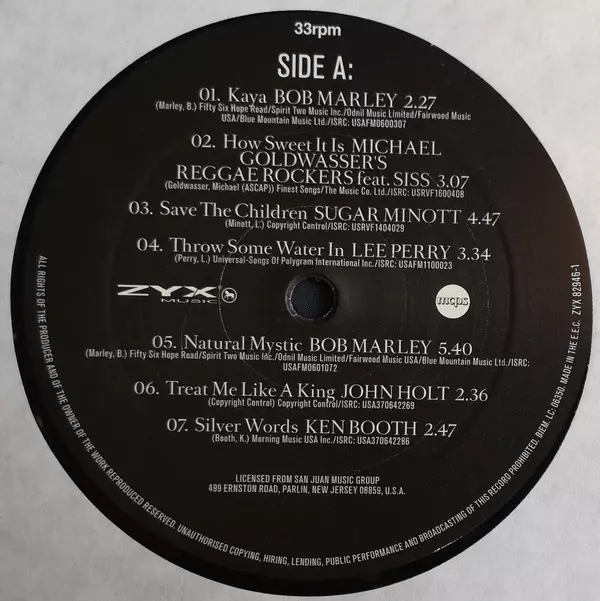 33rpm
SIDE A:
01. Kaya BOB MARLEY 2.27
(Marley, B.) Fifty Six Hope Road/Spirit Two Music Inc./Odnil Music Limited/Fairwood Music
USA/Blue Mountain Music Ltd./ISRC: USAFM0600307
02. How Sweet It Is MICHAEL
GOLDWASSER'S
REGGAE ROCKERS feat. SISS 3.07
(Goldwasser, Michael (ASCAP)) Finest Songs/The Music Co. Ltd./ISRC: USRVF1600408
03. Save The Children SUGAR MINOTT 4.47
(Minott, L.) Copyright Control/ISRC: USRVF1404029
04. Throw Some Water In LEE PERRY 3.34
(Perry, L.) Universal-Songs Of Polygram International Inc./ISRC: USAFM1100023
ZYX
MUSIC
mcps
05. Natural Mystic BOB MARLEY 5.40
(Marley, B.) Fifty Six Hope Road/Spirit Two Music Inc./Odnil Music Limited/Fairwood Music USA/Blue Mountain Music Ltd./ISRC:
USAFM0601072
06. Treat Me Like A King JOHN HOLT 2.36
(Copyright Control) Copyright Control/ISRC: USA370642269
07. Silver Words KEN BOOTH 2.47
(Booth, K.) Morning Music USA Inc./ISRC: USA370642286
LICENSED FROM SAN JUAN MUSIC GROUP
499 ERNSTON ROAD, PARLIN, NEW JERSEY 08859, U.S.A.
ALL RIGHTS OF THE PRODUCER AND OF THE OWNER OF THE WORK REPRODUCED RESERVED. UNAUTHORISED COPYING, HIRING, LENDING, PUBLIC PERFORMANCE AND BROADCASTING OF THIS RECORD PROHIBITED. BIEM. LC: 06350. MADE IN THE E.E.C. ZYX 82946-1